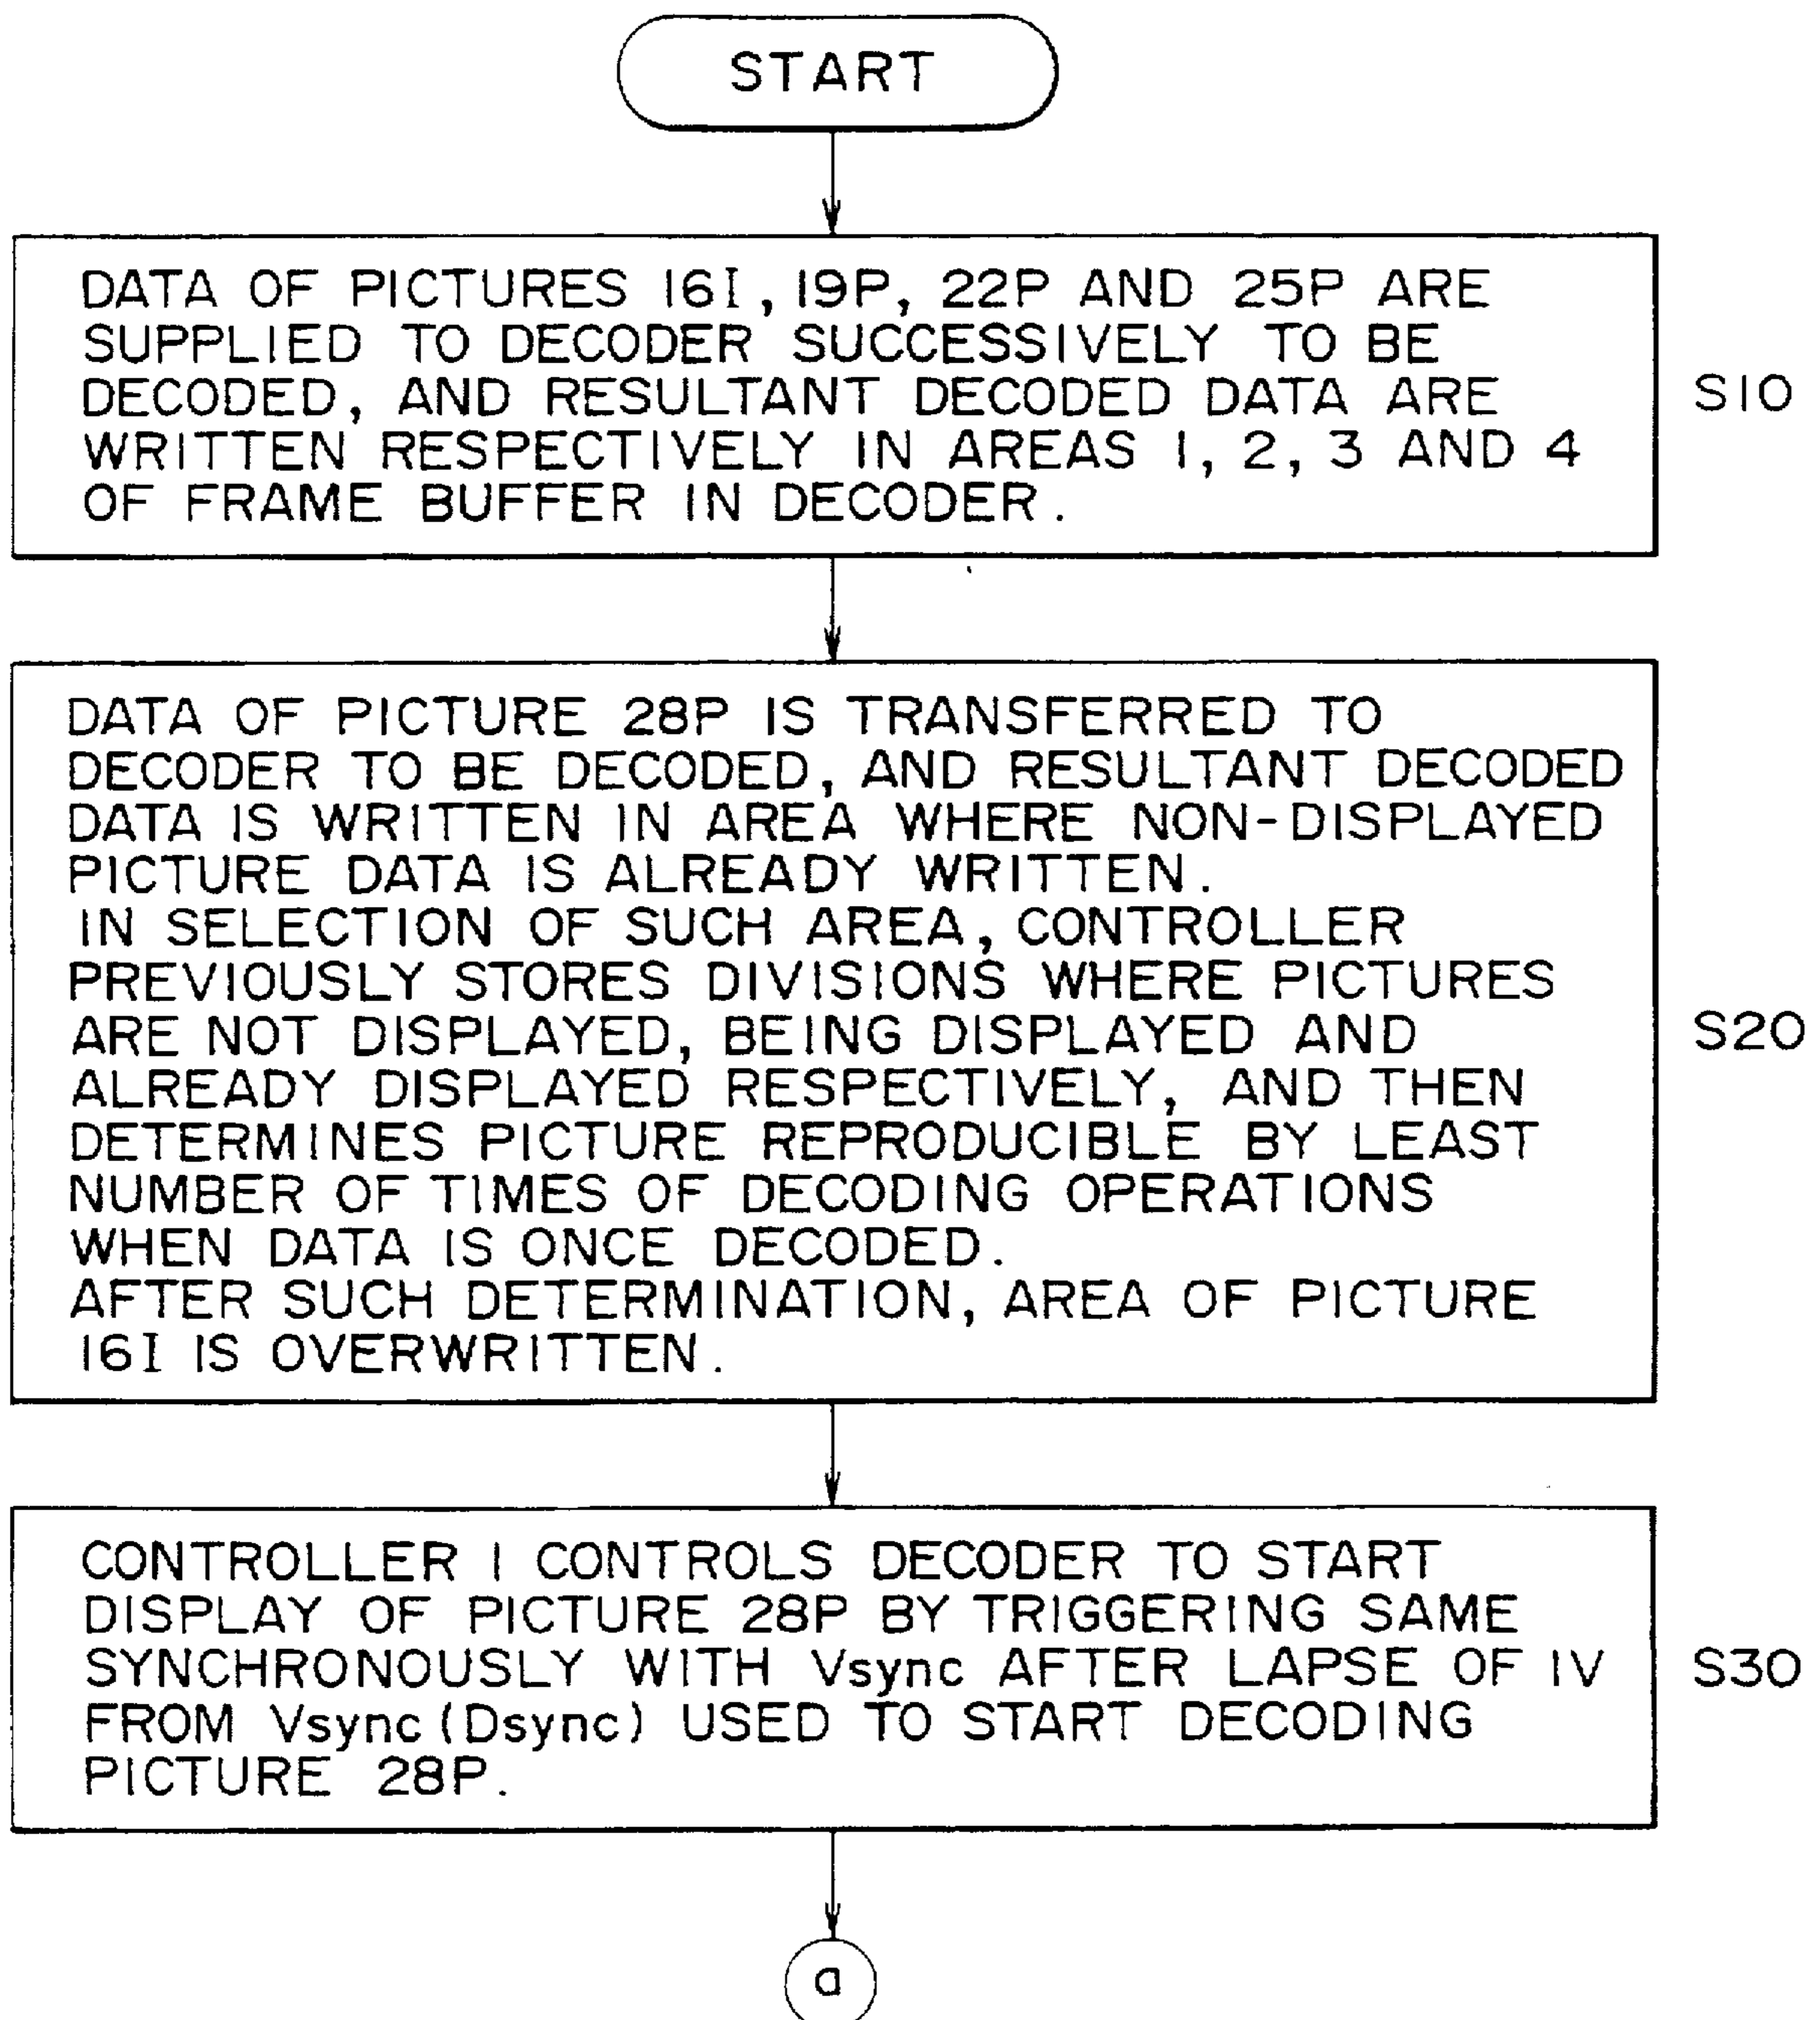 START
DATA OF PICTURES 16I, 19P, 22P AND 25P ARE
SUPPLIED TO DECODER SUCCESSIVELY TO BE
DECODED, AND RESULTANT DECODED DATA ARE
WRITTEN RESPECTIVELY IN AREAS 1, 2, 3 AND 4
OF FRAME BUFFER IN DECODER.
S10
DATA OF PICTURE 28P IS TRANSFERRED TO
DECODER TO BE DECODED, AND RESULTANT DECODED
DATA IS WRITTEN IN AREA WHERE NON-DISPLAYED
PICTURE DATA IS ALREADY WRITTEN.
IN SELECTION OF SUCH AREA, CONTROLLER
PREVIOUSLY STORES DIVISIONS WHERE PICTURES
ARE NOT DISPLAYED, BEING DISPLAYED AND
ALREADY DISPLAYED RESPECTIVELY, AND THEN
DETERMINES PICTURE REPRODUCIBLE BY LEAST
NUMBER OF TIMES OF DECODING OPERATIONS
WHEN DATA IS ONCE DECODED.
AFTER SUCH DETERMINATION, AREA OF PICTURE
16I IS OVERWRITTEN.
S20
CONTROLLER 1 CONTROLS DECODER TO START
DISPLAY OF PICTURE 28P BY TRIGGERING SAME
SYNCHRONOUSLY WITH Vsync AFTER LAPSE OF 1V
FROM Vsync (Dsync) USED TO START DECODING
PICTURE 28P.
S30
a